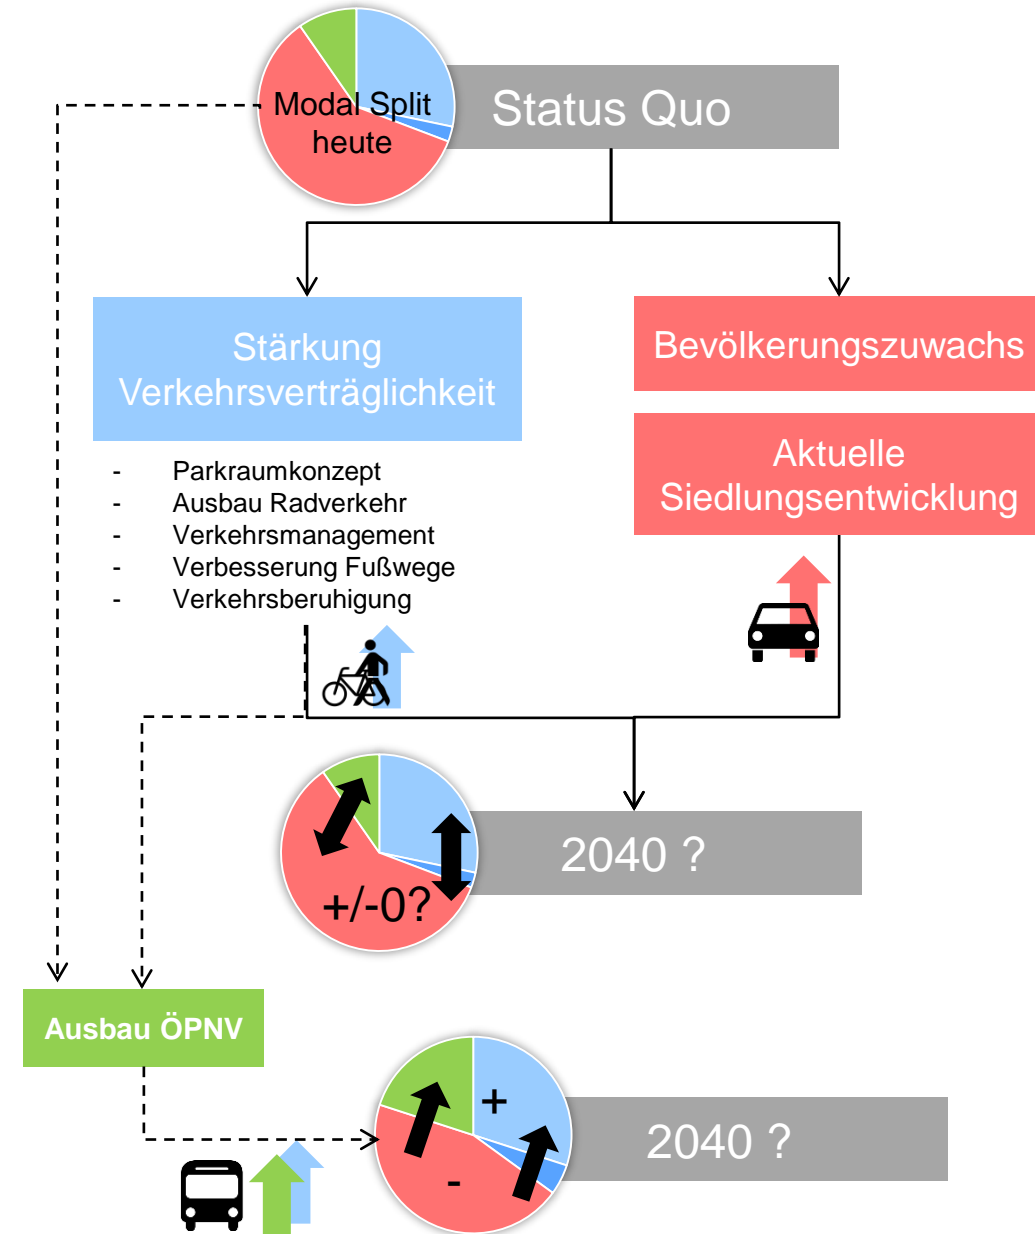 Modal Split
heute
Status Quo
Stärkung
Verkehrsverträglichkeit
- Parkraumkonzept
- Ausbau Radverkehr
- Verkehrsmanagement
- Verbesserung Fußwege
- Verkehrsberuhigung
Bevölkerungszuwachs
Aktuelle
Siedlungsentwicklung
+/-0?
2040 ?
Ausbau ÖPNV
+
-
2040 ?